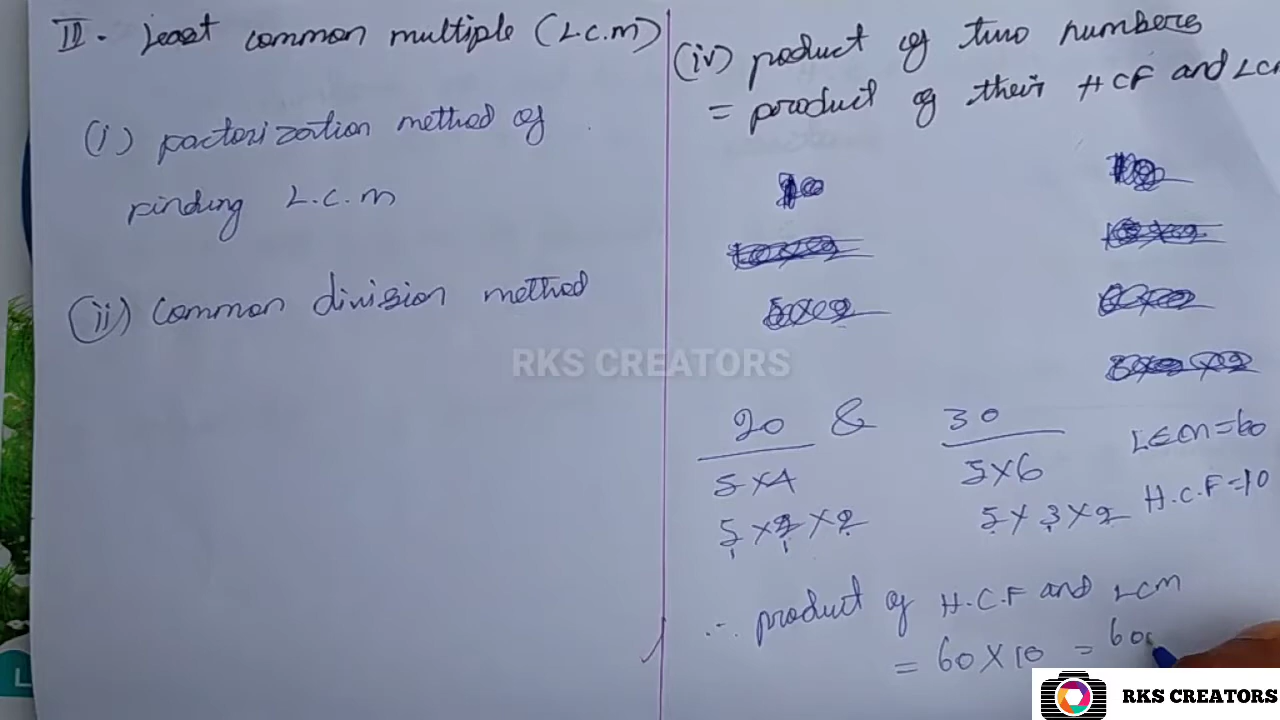 II. Least common multiple (L.C.M)
(i) factorization method of
finding L.C.M
(ii) common division method
(iv) product of two numbers
= product of their HCF and LCM
20 & 30
5×4 5×6 LCM=60
5×2×2 5×3×2 H.C.F=10
∴ product of H.C.F and LCM
= 60×10 = 600
RKS CREATORS
RKS CREATORS
L